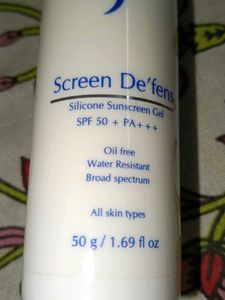 Screen De'fens
Silicone Sunscreen Gel
SPF 50 + PA+++
Oil free
Water Resistant
Broad spectrum
All skin types
50 g / 1.69 fl oz